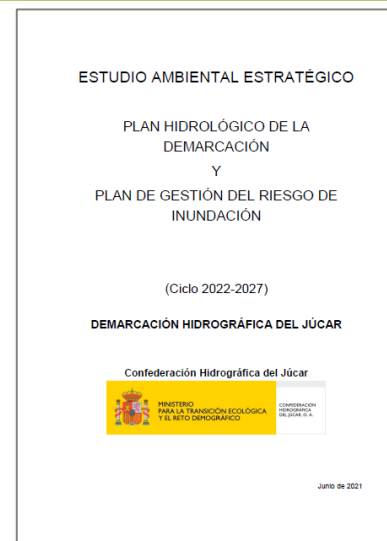 ESTUDIO AMBIENTAL ESTRATÉGICO
PLAN HIDROLÓGICO DE LA
DEMARCACIÓN
Y
PLAN DE GESTIÓN DEL RIESGO DE
INUNDACIÓN
(Ciclo 2022-2027)
DEMARCACIÓN HIDROGRÁFICA DEL JÚCAR
Confederación Hidrográfica del Júcar
MINISTERIO
PARA LA TRANSICIÓN ECOLÓGICA
Y EL RETO DEMOGRÁFICO
CONFEDERACIÓN
HIDROGRÁFICA
DEL JÚCAR, O. A.
Junio de 2021